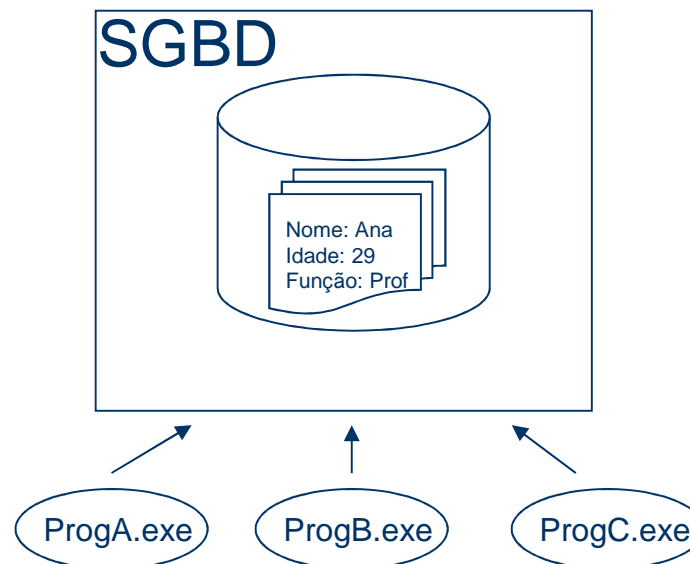 SGBD
Nome: Ana
Idade: 29
Função: Prof
ProgA.exe
ProgB.exe
ProgC.exe